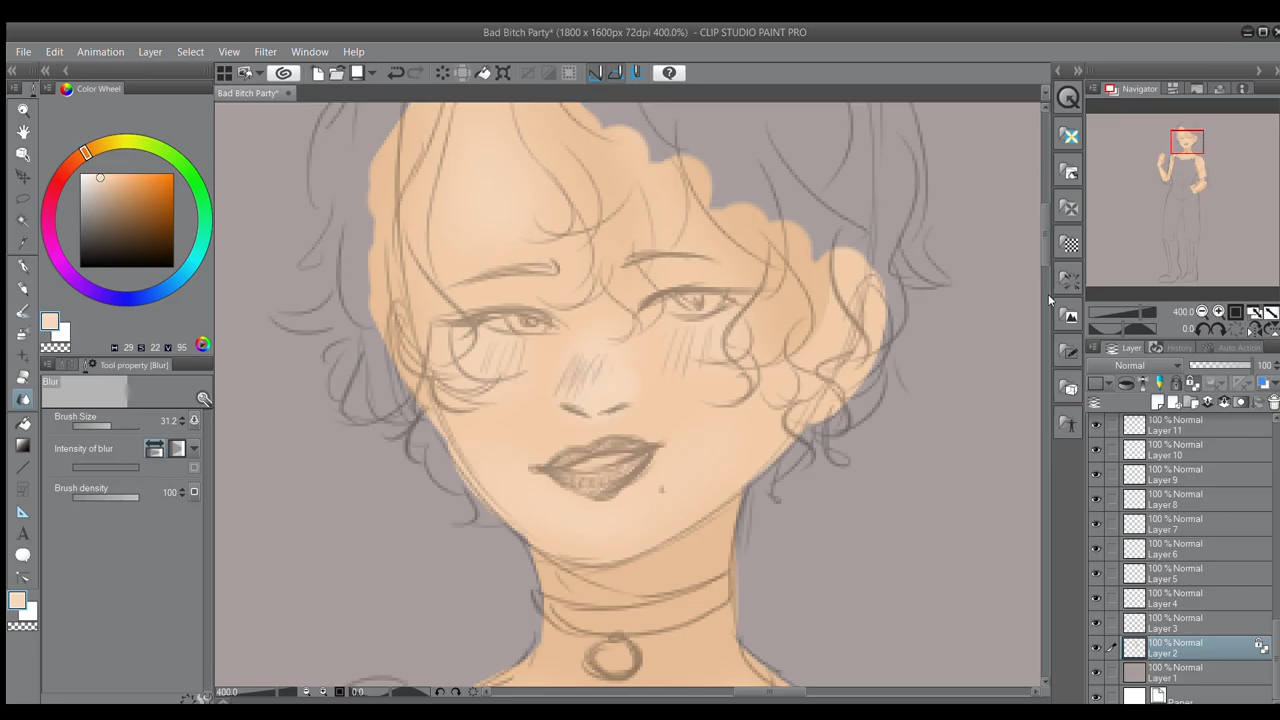 Bad Bitch Party* (1800 x 1600px 72dpi 400.0%)  - CLIP STUDIO PAINT PRO
File Edit Animation Layer Select View Filter Window Help
Color Wheel
Bad Bitch Party*
Navigator
H 29 S 22 V 95
Tool property [Blur]
Blur
Brush Size 31.2
Intensity of blur
Brush density 100
400.0
0.0
Layer History Auto Action
Normal 100
100 % Normal
Layer 11
100 % Normal
Layer 10
100 % Normal
Layer 9
100 % Normal
Layer 8
100 % Normal
Layer 7
100 % Normal
Layer 6
100 % Normal
Layer 5
100 % Normal
Layer 4
100 % Normal
Layer 3
100 % Normal
Layer 2
100 % Normal
Layer 1
Paper
400.0 0.0